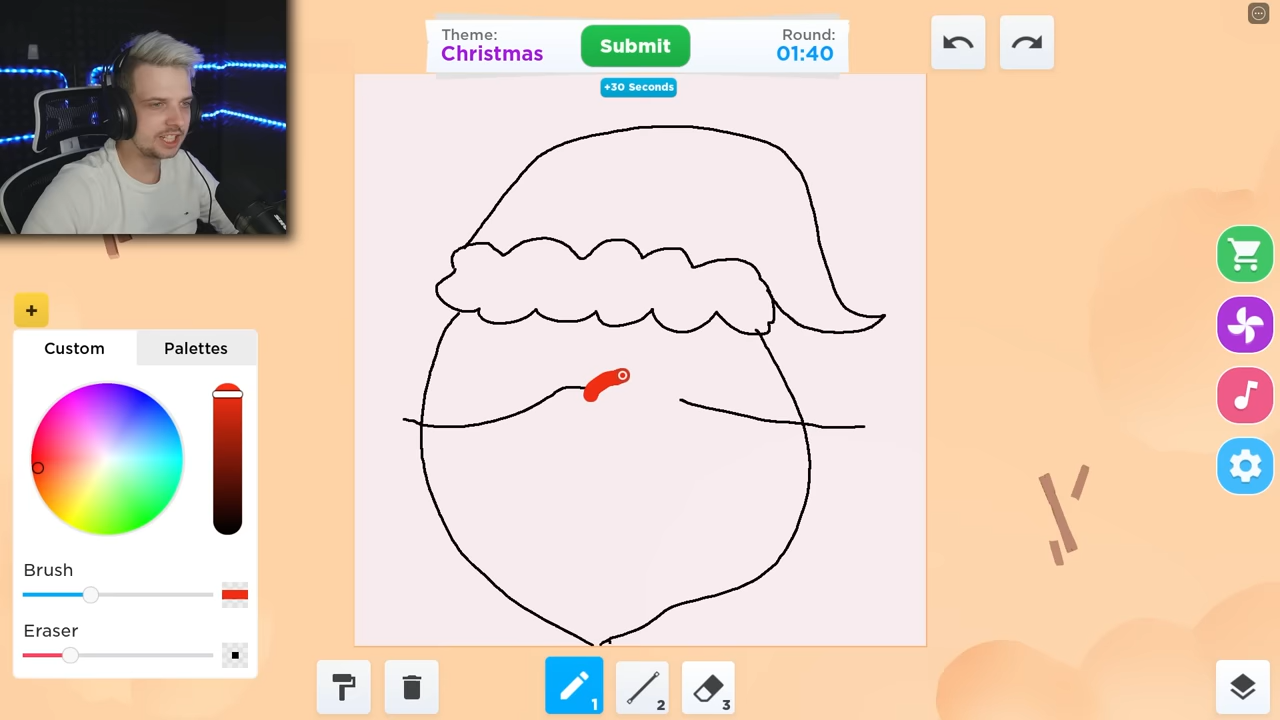 Theme:
Christmas
Submit
Round:
01:40
+30 Seconds
+
Custom
Palettes
Brush
Eraser
1
2
3